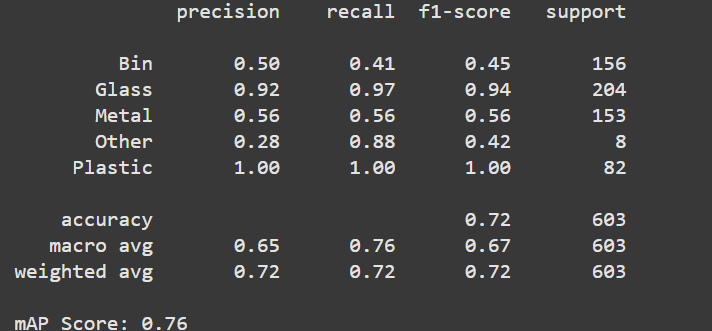 precision recall f1-score support
Bin 0.50 0.41 0.45 156
Glass 0.92 0.97 0.94 204
Metal 0.56 0.56 0.56 153
Other 0.28 0.88 0.42 8
Plastic 1.00 1.00 1.00 82
accuracy 0.72 603
macro avg 0.65 0.76 0.67 603
weighted avg 0.72 0.72 0.72 603
mAP Score: 0.76